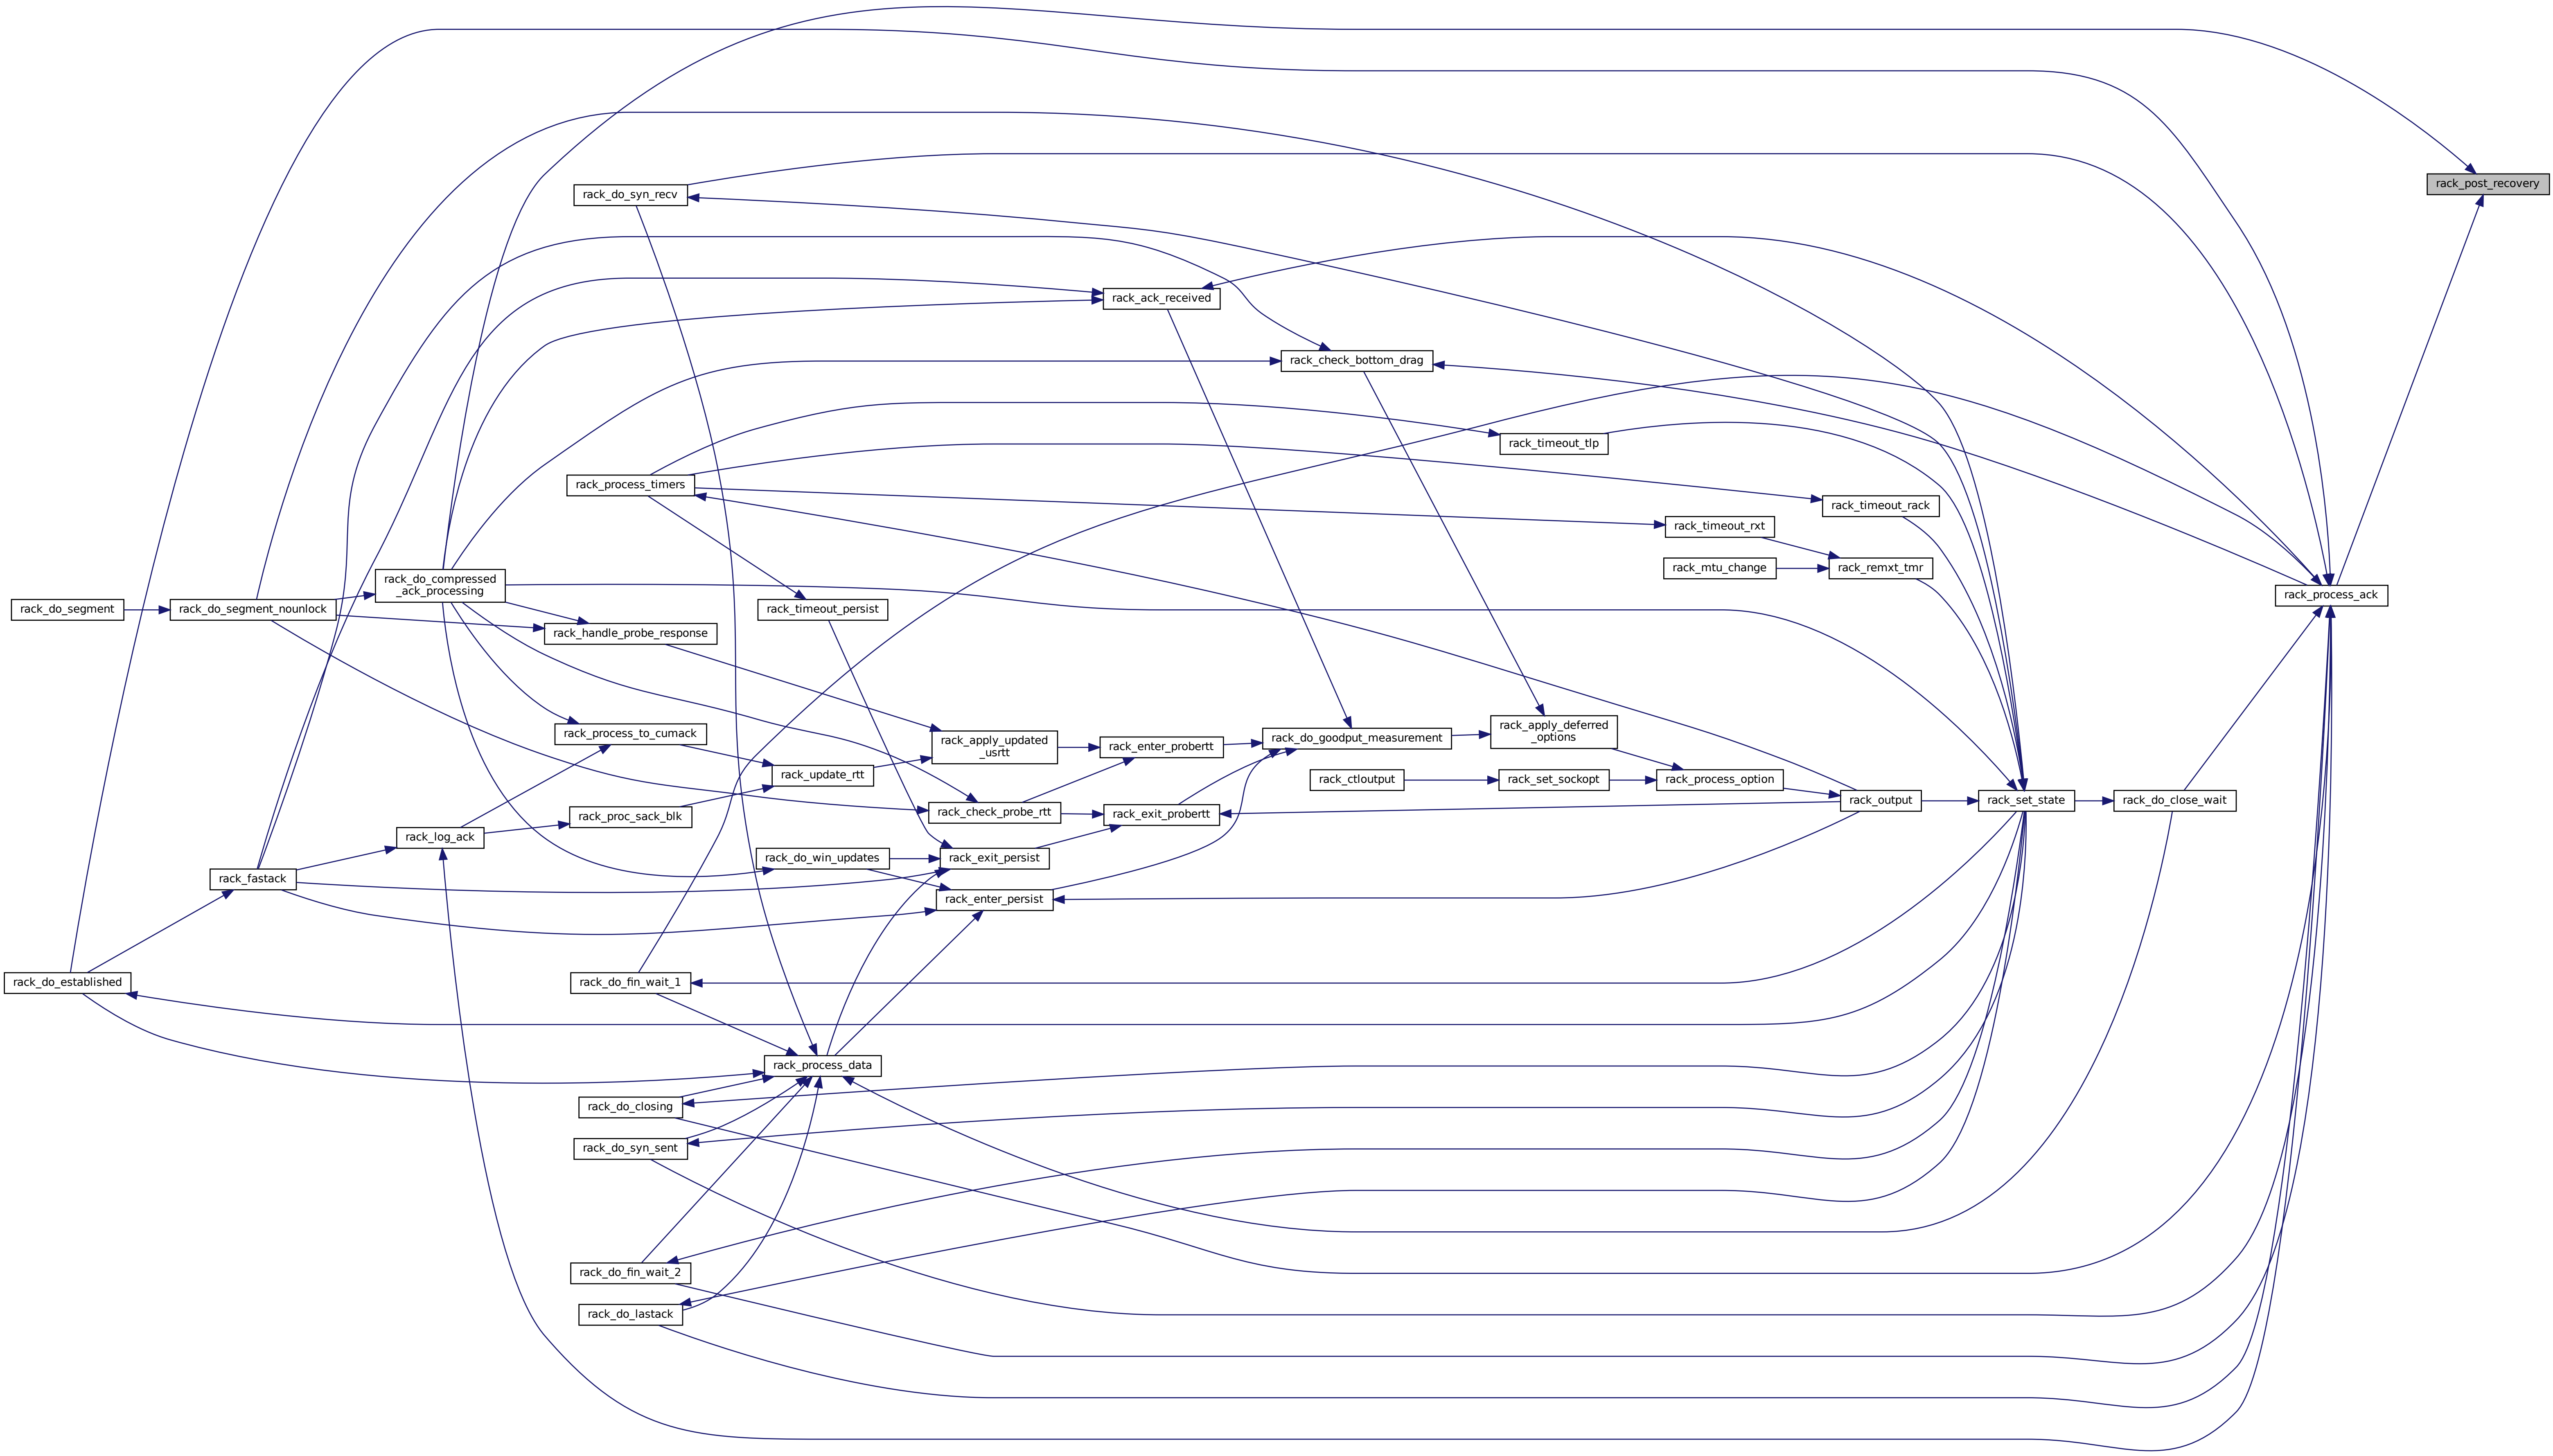 rack_post_recovery
rack_do_syn_recv
rack_ack_received
rack_check_bottom_drag
rack_timeout_tlp
rack_process_timers
rack_timeout_rack
rack_timeout_rxt
rack_mtu_change
rack_remxt_tmr
rack_do_compressed
_ack_processing
rack_process_ack
rack_do_segment
rack_do_segment_nounlock
rack_timeout_persist
rack_handle_probe_response
rack_process_to_cumack
rack_apply_updated
_usrtt
rack_enter_probertt
rack_do_goodput_measurement
rack_apply_deferred
_options
rack_update_rtt
rack_ctloutput
rack_set_sockopt
rack_process_option
rack_output
rack_set_state
rack_do_close_wait
rack_proc_sack_blk
rack_check_probe_rtt
rack_exit_probertt
rack_log_ack
rack_do_win_updates
rack_exit_persist
rack_fastack
rack_enter_persist
rack_do_established
rack_do_fin_wait_1
rack_process_data
rack_do_closing
rack_do_syn_sent
rack_do_fin_wait_2
rack_do_lastack